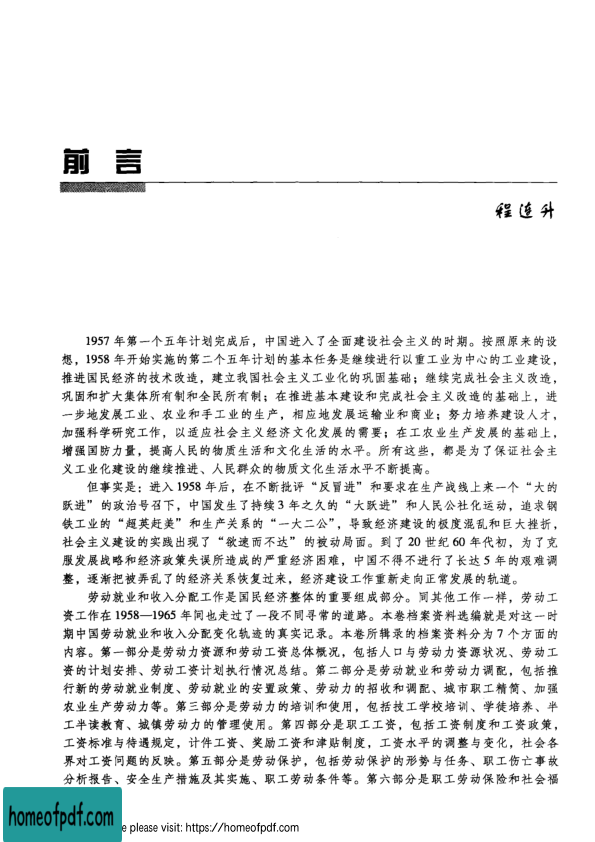 前 言
程连升
1957 年第一个五年计划完成后，中国进入了全面建设社会主义的时期。按照原来的设
想，1958 年开始实施的第二个五年计划的基本任务是继续进行以重工业为中心的工业建设，
推进国民经济的技术改造，建立我国社会主义工业化的巩固基础；继续完成社会主义改造，
巩固和扩大集体所有制和全民所有制；在推进基本建设和完成社会主义改造的基础上，进
一步地发展工业、农业和手工业的生产，相应地发展运输业和商业；努力培养建设人才，
加强科学研究工作，以适应社会主义经济文化发展的需要；在工农业生产发展的基础上，
增强国防力量，提高人民的物质生活和文化生活的水平。所有这些，都是为了保证社会主
义工业化建设的继续推进、人民群众的物质文化生活水平不断提高。
但事实是：进入 1958 年后，在不断批评“反冒进”和要求在生产战线上来一个“大的
跃进”的政治号召下，中国发生了持续 3 年之久的“大跃进”和人民公社化运动，追求钢
铁工业的“超英赶美”和生产关系的“一大二公”，导致经济建设的极度混乱和巨大挫折，
社会主义建设的实践出现了“欲速而不达”的被动局面。到了 20 世纪 60 年代初，为了克
服发展战略和经济政策失误所造成的严重经济困难，中国不得不进行了长达 5 年的艰难调
整，逐渐把被弄乱了的经济关系恢复过来，经济建设工作重新走向正常发展的轨道。
劳动就业和收入分配工作是国民经济整体的重要组成部分。同其他工作一样，劳动工
资工作在 1958—1965 年间也走过了一段不同寻常的道路。本卷档案资料选编就是对这一时
期中国劳动就业和收入分配变化轨迹的真实记录。本卷所辑录的档案资料分为 7 个方面的
内容。第一部分是劳动力资源和劳动工资总体概况，包括人口与劳动力资源状况、劳动工
资的计划安排、劳动工资计划执行情况总结。第二部分是劳动就业和劳动力调配，包括推
行新的劳动就业制度、劳动就业的安置政策、劳动力的招收和调配、城市职工精简、加强
农业生产劳动力等。第三部分是劳动力的培训和使用，包括技工学校培训、学徒培养、半
工半读教育、城镇劳动力的管理使用。第四部分是职工工资，包括工资制度和工资政策，
工资标准与待遇规定，计件工资、奖励工资和津贴制度，工资水平的调整与变化，社会各
界对工资问题的反映。第五部分是劳动保护，包括劳动保护的形势与任务、职工伤亡事故
分析报告、安全生产措施及其实施、职工劳动条件等。第六部分是职工劳动保险和社会福
homeofpdf.com
e please visit: https://homeofpdf.com